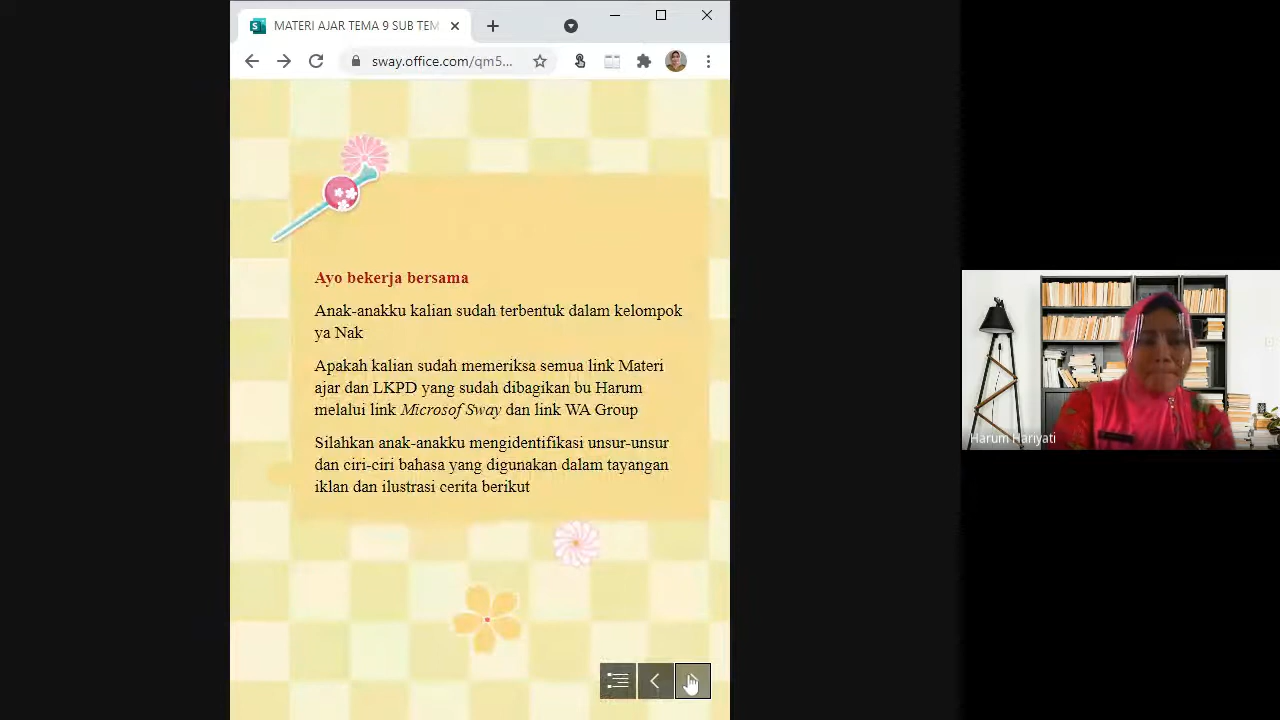 MATERI AJAR TEMA 9 SUB TEM
sway.office.com/qm5...
Ayo bekerja bersama
Anak-anakku kalian sudah terbentuk dalam kelompok
ya Nak
Apakah kalian sudah memeriksa semua link Materi
ajar dan LKPD yang sudah dibagikan bu Harum
melalui link Microsof Sway dan link WA Group
Silahkan anak-anakku mengidentifikasi unsur-unsur
dan ciri-ciri bahasa yang digunakan dalam tayangan
iklan dan ilustrasi cerita berikut
Harum Hariyati